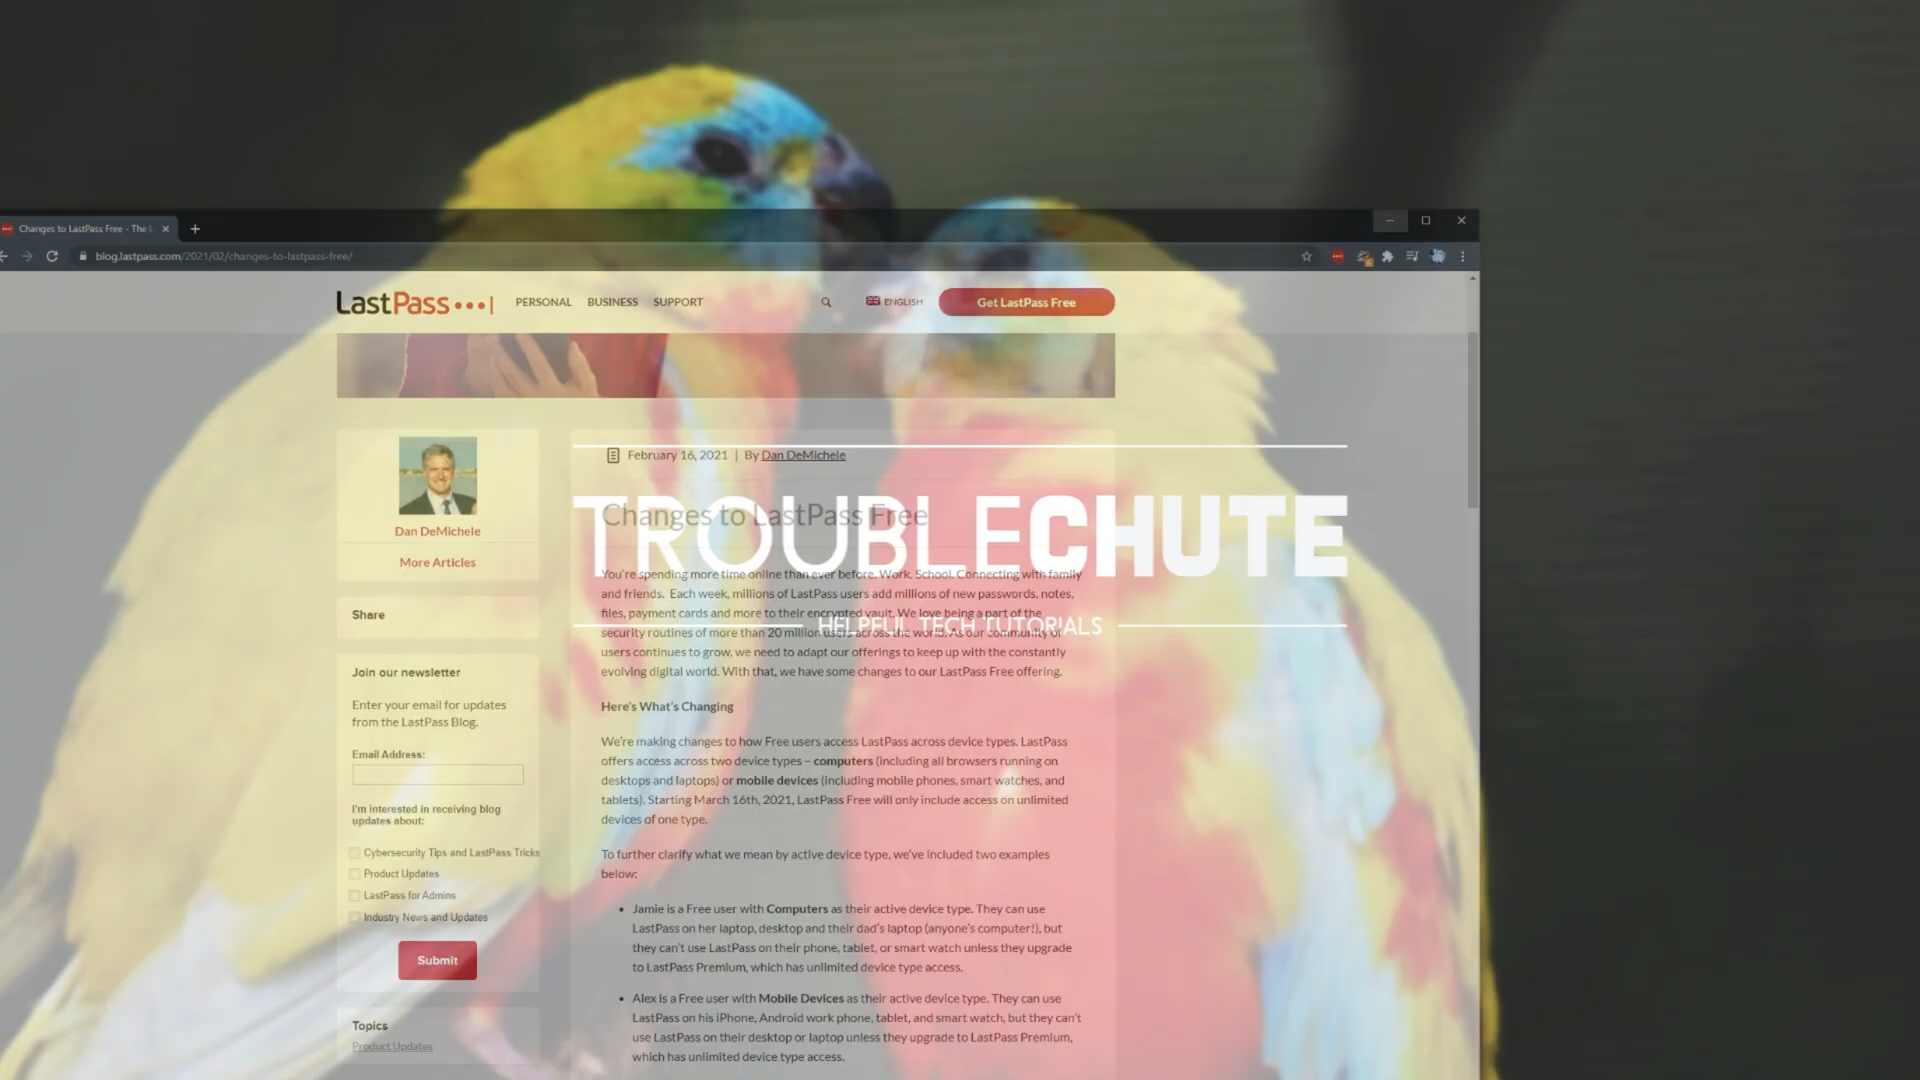 Changes to LastPass Free - The L
blog.lastpass.com/2021/02/changes-to-lastpass-free/
LastPass
PERSONAL BUSINESS SUPPORT
ENGLISH
Get LastPass Free
Dan DeMichele
More Articles
Share
Join our newsletter
Enter your email for updates
from the LastPass Blog.
Email Address:
I'm interested in receiving blog
updates about:
Cybersecurity Tips and LastPass Tricks
Product Updates
LastPass for Admins
Industry News and Updates
Submit
Topics
Product Updates
February 16, 2021 | By Dan DeMichele
Changes to LastPass Free
TROUBLECHUTE
HELPFUL TECH TUTORIALS
You're spending more time online than ever before. Work. School. Connecting with family
and friends. Each week, millions of LastPass users add millions of new passwords, notes,
files, payment cards and more to their encrypted vault. We love being a part of the
security routines of more than 20 million users across the world. As our community of
users continues to grow, we need to adapt our offerings to keep up with the constantly
evolving digital world. With that, we have some changes to our LastPass Free offering.
Here's What's Changing
We're making changes to how Free users access LastPass across device types. LastPass
offers access across two device types – computers (including all browsers running on
desktops and laptops) or mobile devices (including mobile phones, smart watches, and
tablets). Starting March 16th, 2021, LastPass Free will only include access on unlimited
devices of one type.
To further clarify what we mean by active device type, we've included two examples
below:
• Jamie is a Free user with Computers as their active device type. They can use
LastPass on her laptop, desktop and their dad's laptop (anyone's computer!), but
they can't use LastPass on their phone, tablet, or smart watch unless they upgrade
to LastPass Premium, which has unlimited device type access.
• Alex is a Free user with Mobile Devices as their active device type. They can use
LastPass on his iPhone, Android work phone, tablet, and smart watch, but they can't
use LastPass on their desktop or laptop unless they upgrade to LastPass Premium,
which has unlimited device type access.